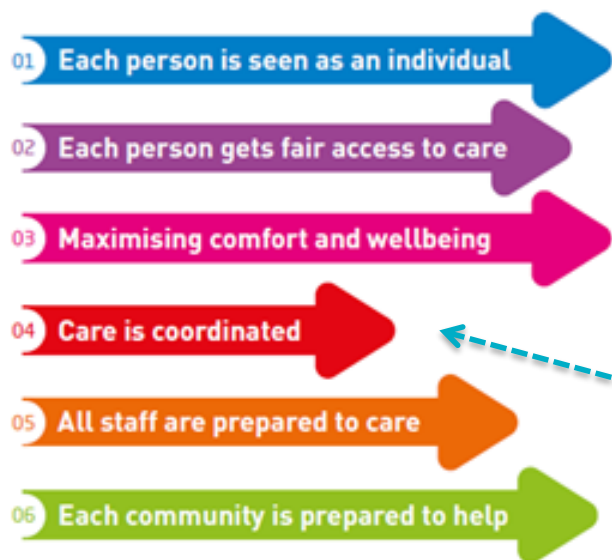 01 Each person is seen as an individual
02 Each person gets fair access to care
03 Maximising comfort and wellbeing
04 Care is coordinated
05 All staff are prepared to care
06 Each community is prepared to help